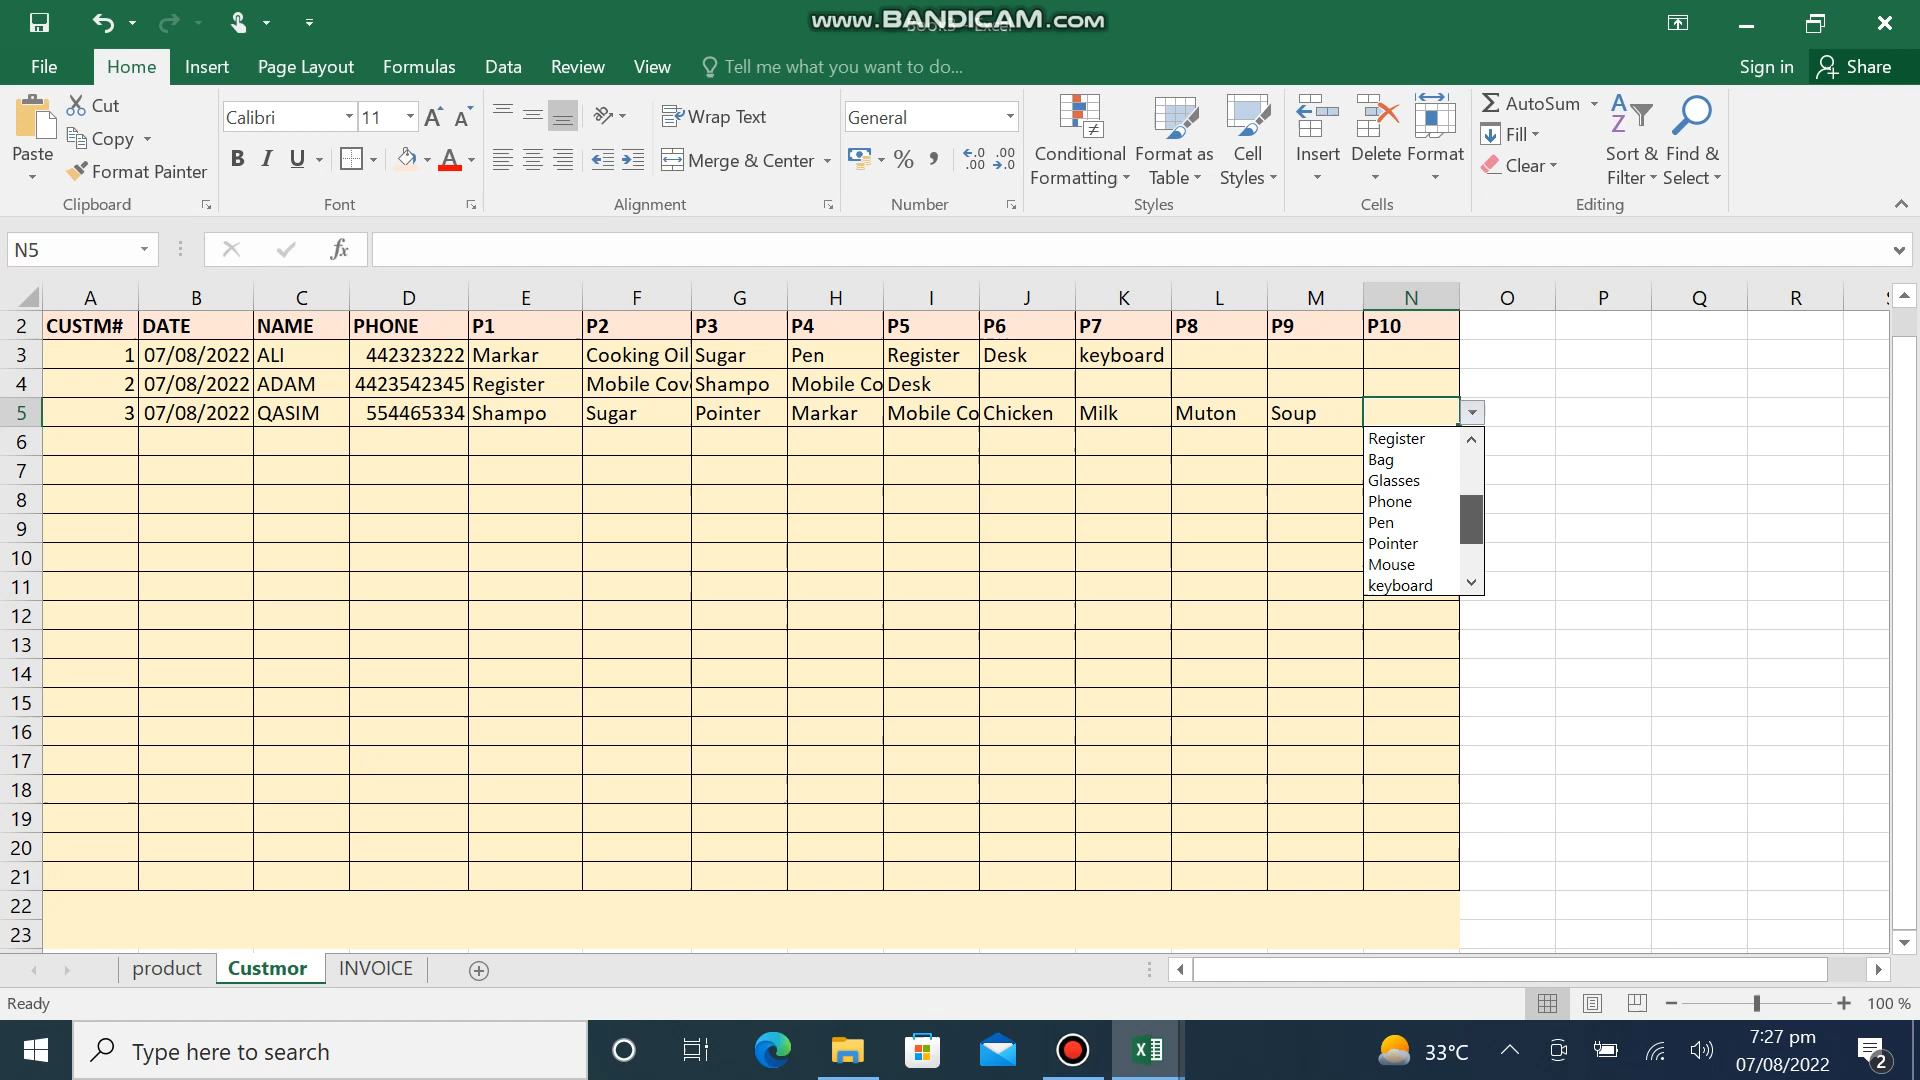 www.BANDICAM.com
File Home Insert Page Layout Formulas Data Review View Tell me what you want to do... Sign in Share
Paste Cut Copy Format Painter Clipboard
Calibri 11 A A B I U A Font
Wrap Text Merge & Center Alignment
General % , Number
Conditional Formatting Format as Table Cell Styles Styles
Insert Delete Format Cells
AutoSum Fill Clear Sort & Filter Find & Select Editing
N5 fx
A B C D E F G H I J K L M N O P Q R
2 CUSTM# DATE NAME PHONE P1 P2 P3 P4 P5 P6 P7 P8 P9 P10
3 1 07/08/2022 ALI 442323222 Markar Cooking Oil Sugar Pen Register Desk keyboard
4 2 07/08/2022 ADAM 4423542345 Register Mobile Cov Shampo Mobile Co Desk
5 3 07/08/2022 QASIM 554465334 Shampo Sugar Pointer Markar Mobile Co Chicken Milk Muton Soup
Register
Bag
Glasses
Phone
Pen
Pointer
Mouse
keyboard
6
7
8
9
10
11
12
13
14
15
16
17
18
19
20
21
22
23
product Custmor INVOICE
Ready 100 %
Type here to search 33°C 7:27 pm
07/08/2022 2